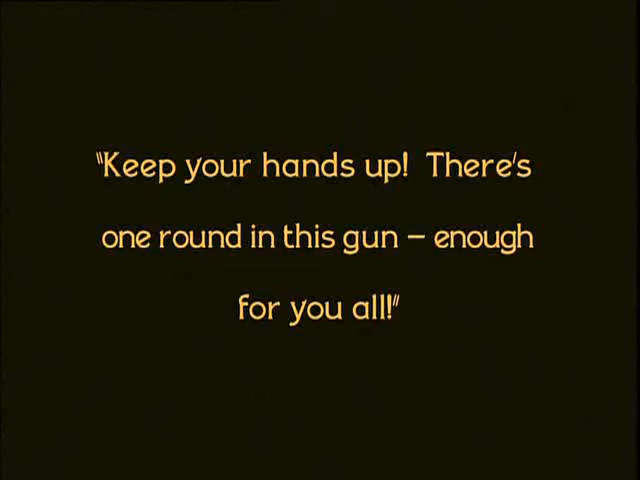 "Keep your hands up!  There's
one round in this gun – enough
for you all!"